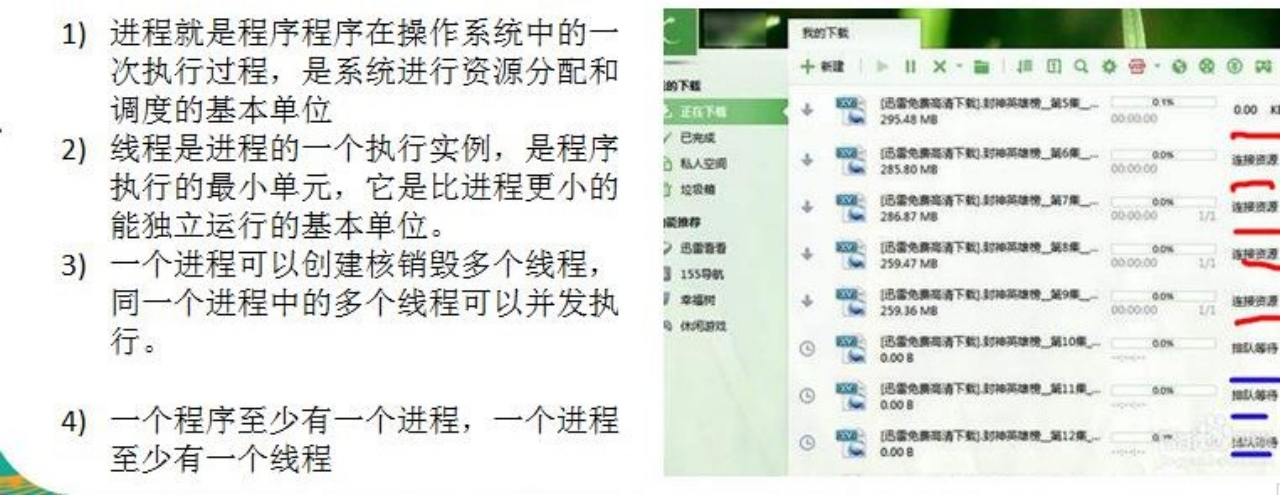 1) 进程就是程序程序在操作系统中的一
次执行过程，是系统进行资源分配和
调度的基本单位
2) 线程是进程的一个执行实例，是程序
执行的最小单元，它是比进程更小的
能独立运行的基本单位。
3) 一个进程可以创建核销毁多个线程，
同一个进程中的多个线程可以并发执
行。
4) 一个程序至少有一个进程，一个进程
至少有一个线程
我的下载
新建
的下载
正在下载
已完成
私人空间
垃圾箱
能推荐
迅雷看看
155导航
幸福树
休闲游戏
[迅雷免费高清下载].封神英雄榜__第5集_... 0.1%
295.48 MB 00:00:00 0.00 K
[迅雷免费高清下载].封神英雄榜__第6集_... 0.0% 连接资源
285.80 MB 00:00:00
[迅雷免费高清下载].封神英雄榜__第7集_... 0.0% 连接资源
286.87 MB 00:00:00 1/1
[迅雷免费高清下载].封神英雄榜__第8集_... 0.0% 连接资源
259.47 MB 00:00:00 1/1
[迅雷免费高清下载].封神英雄榜__第9集_... 0.0% 连接资源
259.36 MB 00:00:00 1/1
[迅雷免费高清下载].封神英雄榜__第10集_... 0.0% 排队等待
0.00 B --:--:--
[迅雷免费高清下载].封神英雄榜__第11集_... 0.0% 排队等待
0.00 B --:--:--
[迅雷免费高清下载].封神英雄榜__第12集_... 排队等待
0.00 B --:--:--